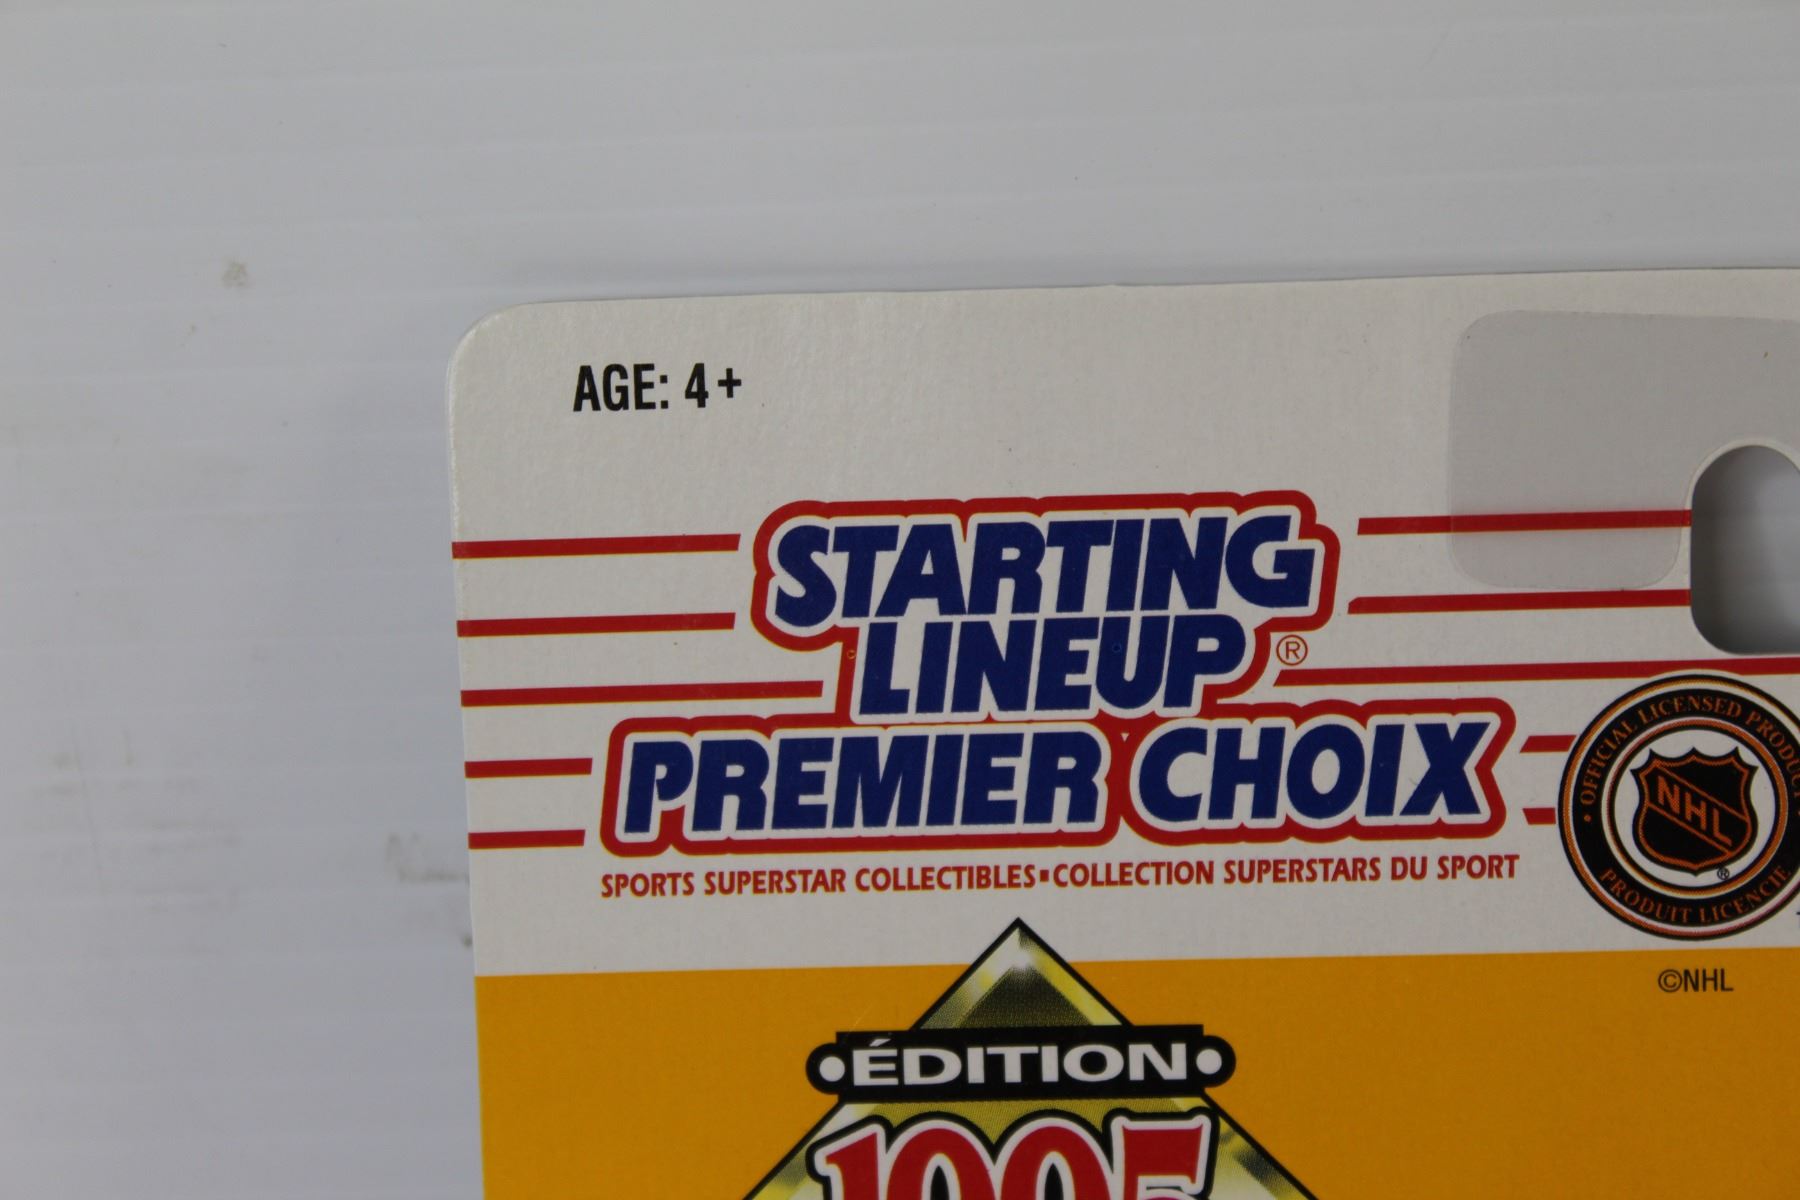 AGE: 4+
STARTING
LINEUP®
PREMIER CHOIX
SPORTS SUPERSTAR COLLECTIBLES▪COLLECTION SUPERSTARS DU SPORT
• OFFICIAL LICENSED PRODUCT
NHL
®
PRODUIT LICENCIÉ
©NHL
•ÉDITION•
1995